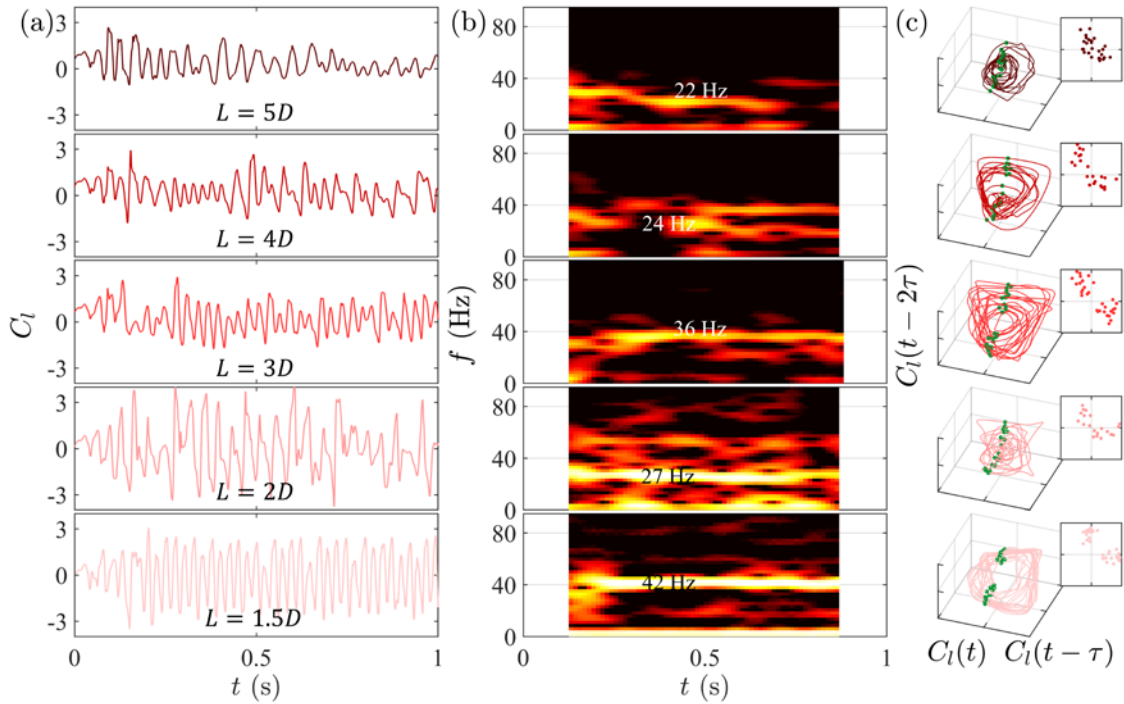 (a)
(b)
(c)
3
0
-3
L = 5D
80
40
0
22 Hz
3
0
-3
L = 4D
80
40
0
24 Hz
3
0
-3
L = 3D
80
40
0
36 Hz
3
0
-3
L = 2D
80
40
0
27 Hz
3
0
-3
L = 1.5D
80
40
0
42 Hz
C_l
f (Hz)
C_l(t − 2τ)
0 0.5 1
t (s)
0 0.5 1
t (s)
C_l(t) C_l(t − τ)